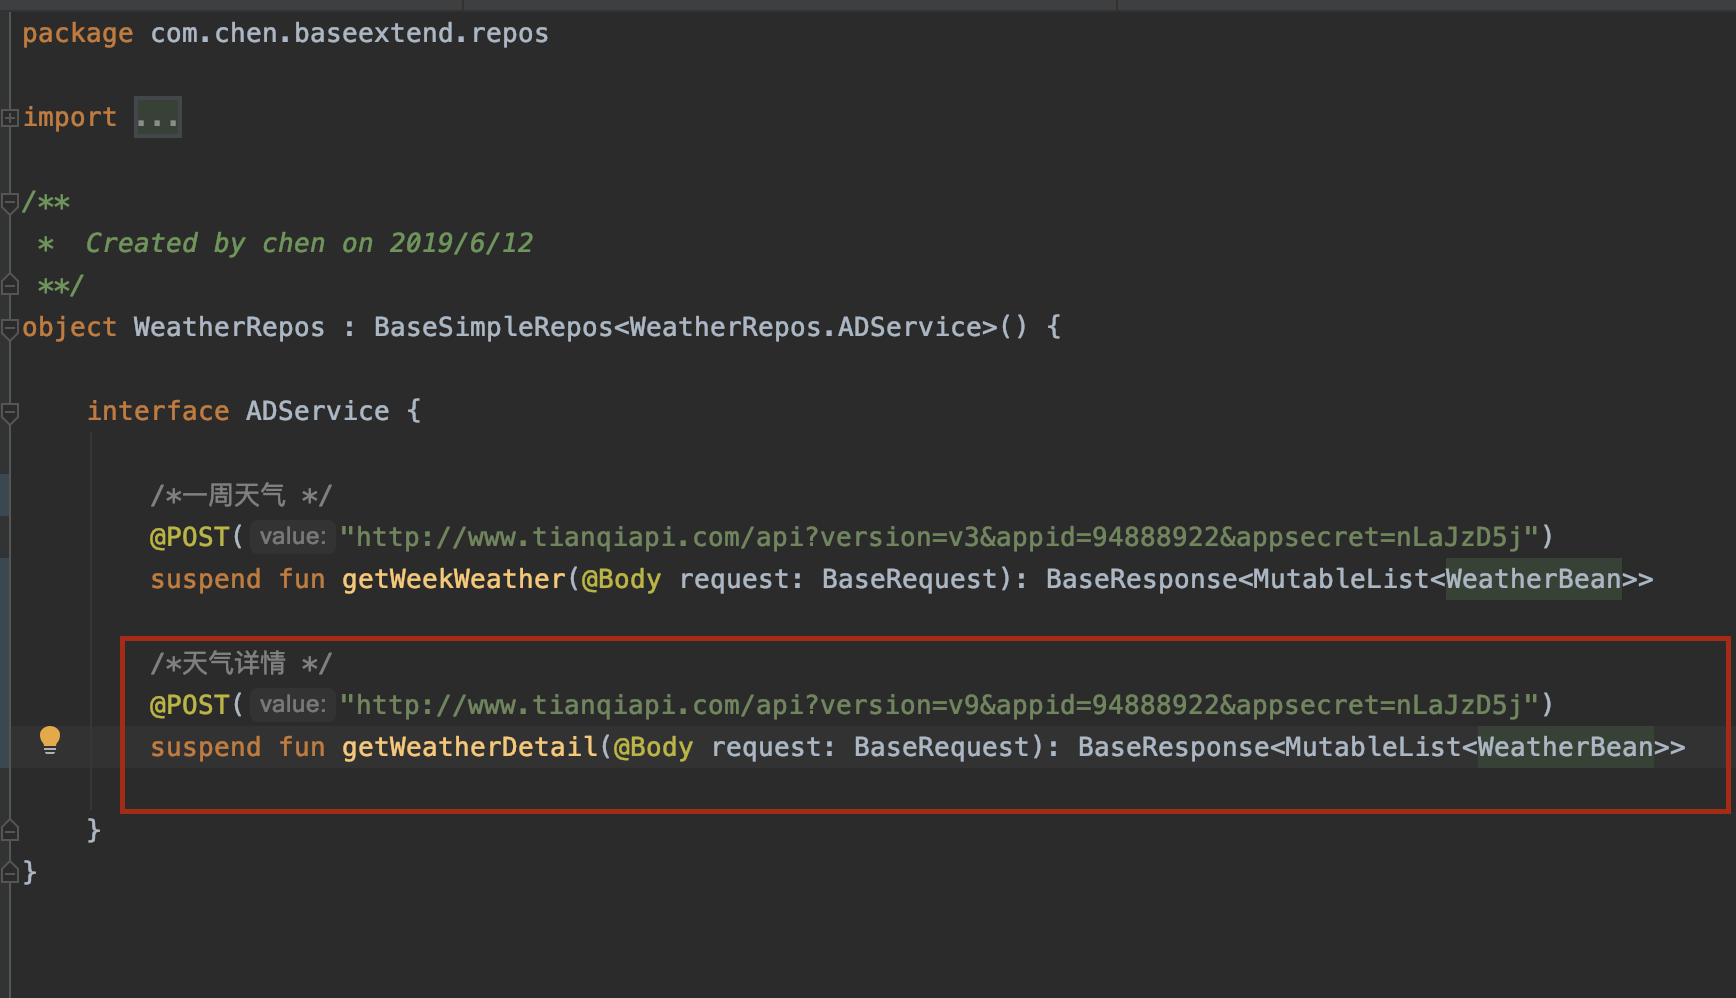 package com.chen.baseextend.repos
import ...
/**
 *  Created by chen on 2019/6/12
 **/
object WeatherRepos : BaseSimpleRepos<WeatherRepos.ADService>() {
    interface ADService {
        /*一周天气 */
        @POST( value: "http://www.tianqiapi.com/api?version=v3&appid=94888922&appsecret=nLaJzD5j")
        suspend fun getWeekWeather(@Body request: BaseRequest): BaseResponse<MutableList<WeatherBean>>
        /*天气详情 */
        @POST( value: "http://www.tianqiapi.com/api?version=v9&appid=94888922&appsecret=nLaJzD5j")
        suspend fun getWeatherDetail(@Body request: BaseRequest): BaseResponse<MutableList<WeatherBean>>
    }
}